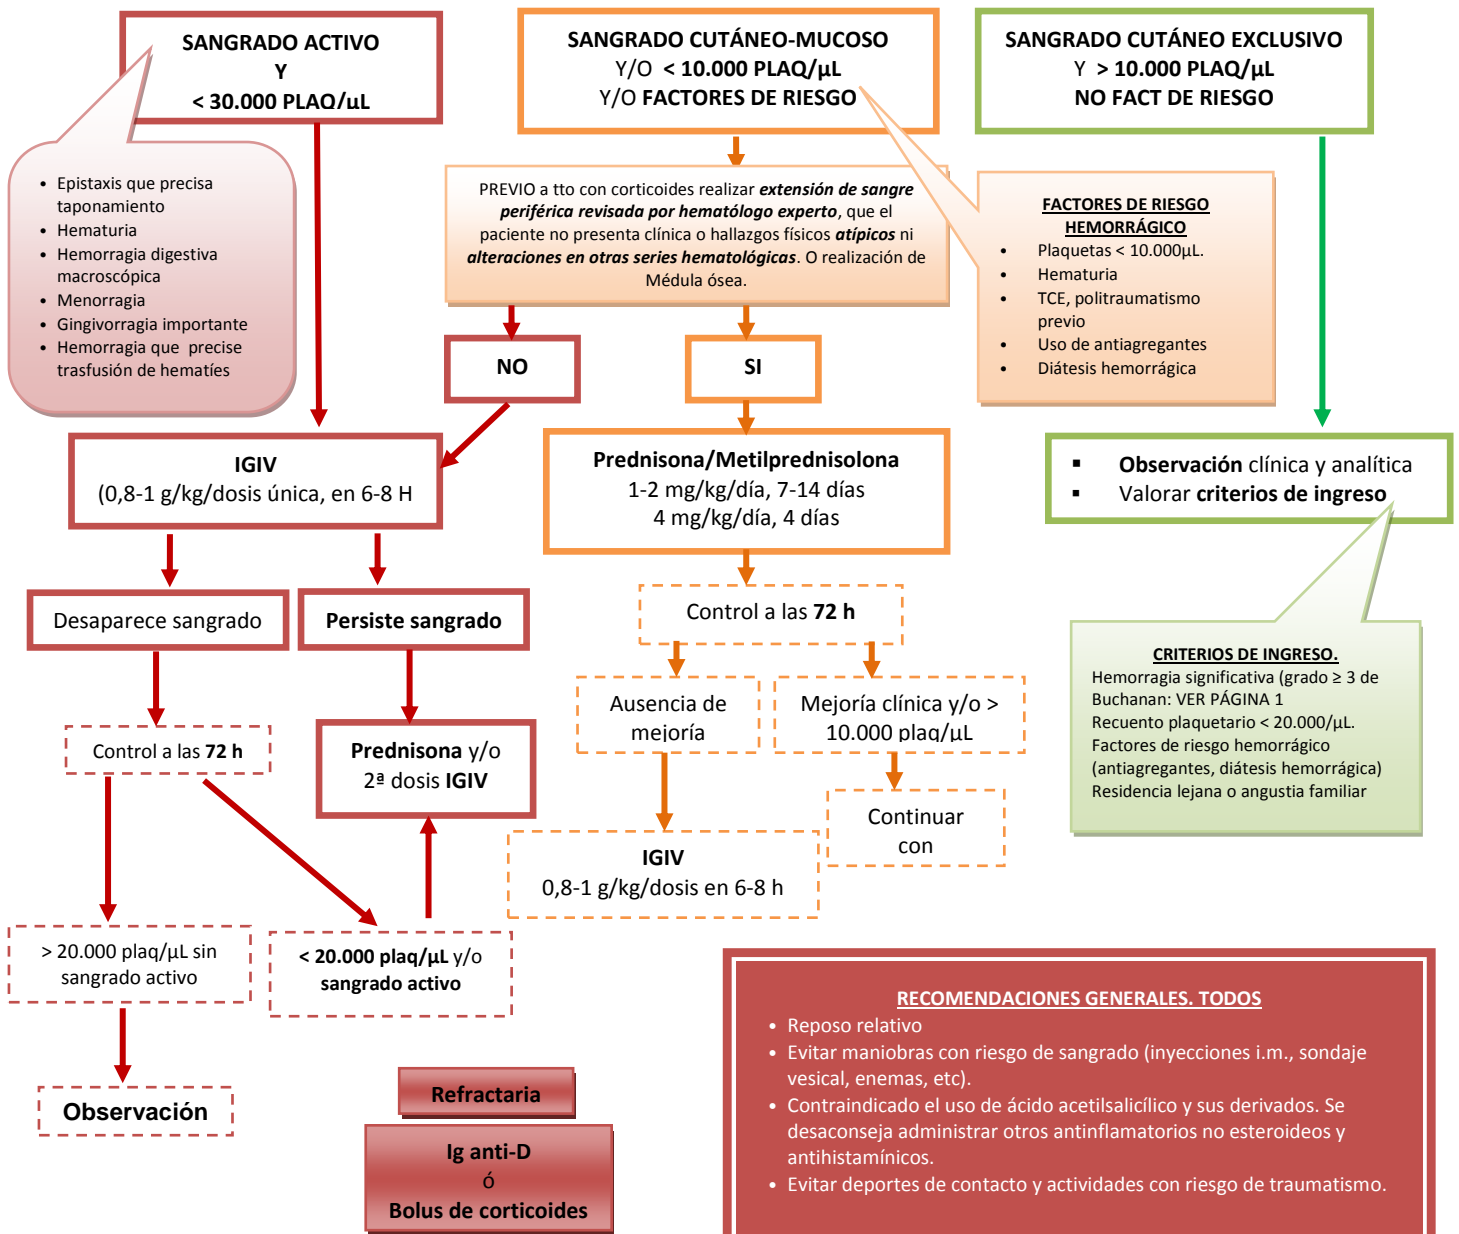 SANGRADO ACTIVO
Y
< 30.000 PLAQ/µL
SANGRADO CUTÁNEO-MUCOSO
Y/O < 10.000 PLAQ/µL
Y/O FACTORES DE RIESGO
SANGRADO CUTÁNEO EXCLUSIVO
Y > 10.000 PLAQ/µL
NO FACT DE RIESGO
• Epistaxis que precisa
taponamiento
• Hematuria
• Hemorragia digestiva
macroscópica
• Menorragia
• Gingivorragia importante
• Hemorragia que precise
trasfusión de hematíes
PREVIO a tto con corticoides realizar extensión de sangre
periférica revisada por hematólogo experto, que el
paciente no presenta clínica o hallazgos físicos atípicos ni
alteraciones en otras series hematológicas. O realización de
Médula ósea.
FACTORES DE RIESGO
HEMORRÁGICO
• Plaquetas < 10.000µL.
• Hematuria
• TCE, politraumatismo
previo
• Uso de antiagregantes
• Diátesis hemorrágica
NO
SI
IGIV
(0,8-1 g/kg/dosis única, en 6-8 H
Prednisona/Metilprednisolona
1-2 mg/kg/día, 7-14 días
4 mg/kg/día, 4 días
▪ Observación clínica y analítica
▪ Valorar criterios de ingreso
Desaparece sangrado
Persiste sangrado
Control a las 72 h
CRITERIOS DE INGRESO.
Hemorragia significativa (grado ≥ 3 de
Buchanan: VER PÁGINA 1
Recuento plaquetario < 20.000/µL.
Factores de riesgo hemorrágico
(antiagregantes, diátesis hemorrágica)
Residencia lejana o angustia familiar
Ausencia de
mejoría
Mejoría clínica y/o >
10.000 plaq/µL
Control a las 72 h
Prednisona y/o
2ª dosis IGIV
Continuar
con
IGIV
0,8-1 g/kg/dosis en 6-8 h
> 20.000 plaq/µL sin
sangrado activo
< 20.000 plaq/µL y/o
sangrado activo
Observación
Refractaria
Ig anti-D
ó
Bolus de corticoides
RECOMENDACIONES GENERALES. TODOS
• Reposo relativo
• Evitar maniobras con riesgo de sangrado (inyecciones i.m., sondaje
vesical, enemas, etc).
• Contraindicado el uso de ácido acetilsalicílico y sus derivados. Se
desaconseja administrar otros antinflamatorios no esteroideos y
antihistamínicos.
• Evitar deportes de contacto y actividades con riesgo de traumatismo.